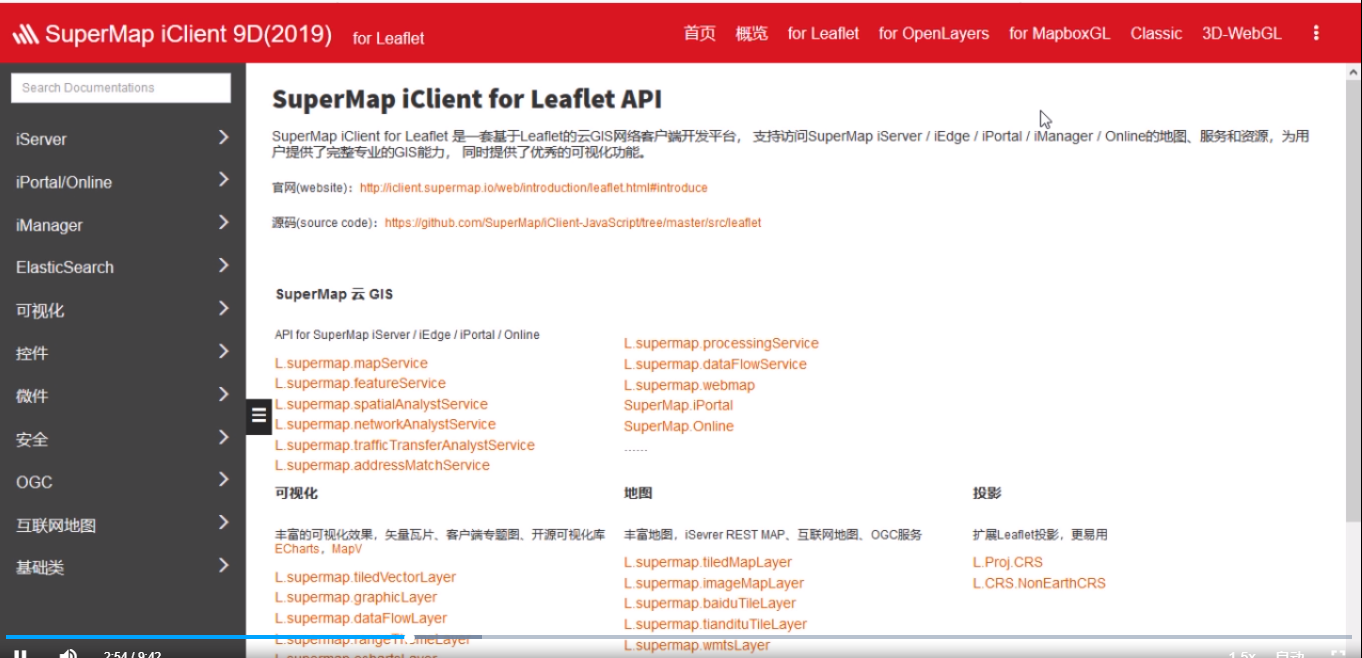 SuperMap iClient 9D(2019) for Leaflet
首页 概览 for Leaflet for OpenLayers for MapboxGL Classic 3D-WebGL
Search Documentations
iServer
iPortal/Online
iManager
ElasticSearch
可视化
控件
微件
安全
OGC
互联网地图
基础类
SuperMap iClient for Leaflet API
SuperMap iClient for Leaflet 是一套基于Leaflet的云GIS网络客户端开发平台， 支持访问SuperMap iServer / iEdge / iPortal / iManager / Online的地图、服务和资源，为用
户提供了完整专业的GIS能力， 同时提供了优秀的可视化功能。
官网(website)：http://iclient.supermap.io/web/introduction/leaflet.html#introduce
源码(source code)：https://github.com/SuperMap/iClient-JavaScript/tree/master/src/leaflet
SuperMap 云 GIS
API for SuperMap iServer / iEdge / iPortal / Online
L.supermap.mapService
L.supermap.featureService
L.supermap.spatialAnalystService
L.supermap.networkAnalystService
L.supermap.trafficTransferAnalystService
L.supermap.addressMatchService
L.supermap.processingService
L.supermap.dataFlowService
L.supermap.webmap
SuperMap.iPortal
SuperMap.Online
......
可视化
丰富的可视化效果，矢量瓦片、客户端专题图、开源可视化库
ECharts，MapV
L.supermap.tiledVectorLayer
L.supermap.graphicLayer
L.supermap.dataFlowLayer
地图
丰富地图，iSevrer REST MAP、互联网地图、OGC服务
L.supermap.tiledMapLayer
L.supermap.imageMapLayer
L.supermap.baiduTileLayer
L.supermap.tiandituTileLayer
L.supermap.wmtsLayer
投影
扩展Leaflet投影，更易用
L.Proj.CRS
L.CRS.NonEarthCRS
2:54 / 9:42
1.5x 自动